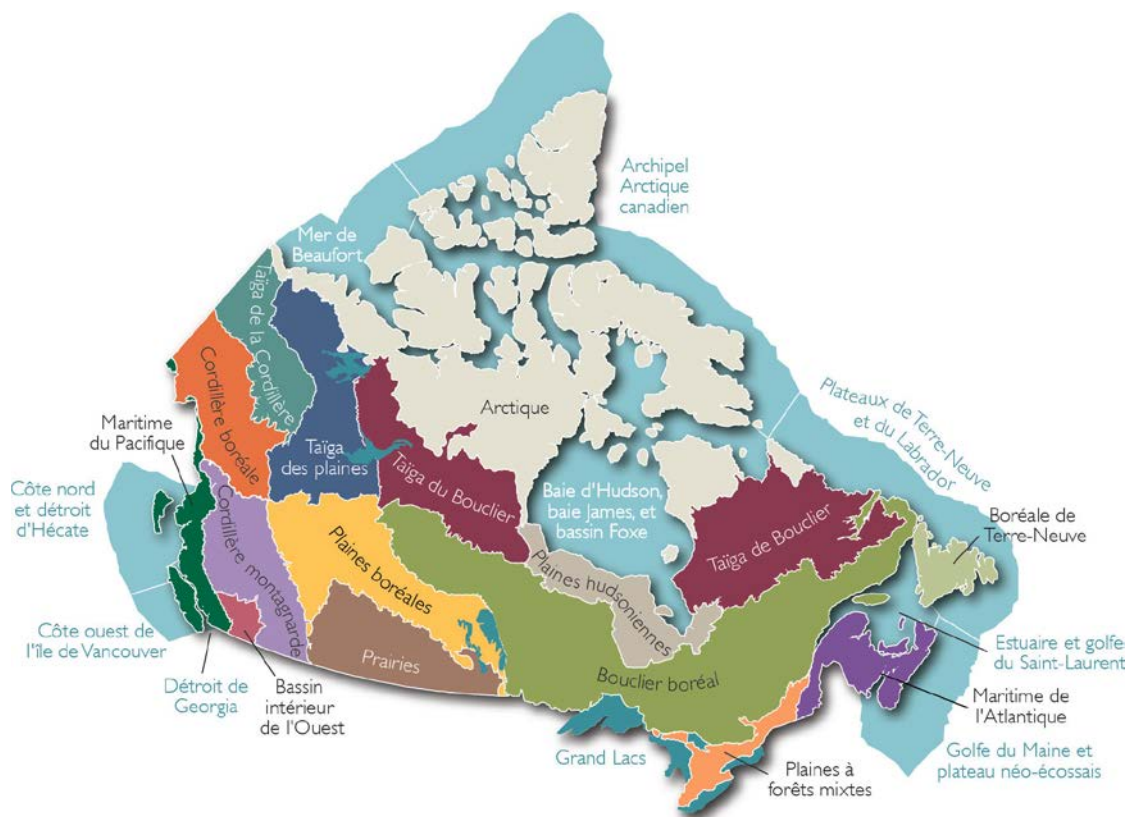 Archipel
Arctique
canadien
Mer de
Beaufort
Taïga de la Cordillère
Cordillère boréale
Taïga
des plaines
Arctique
Plateaux de Terre-Neuve
et du Labrador
Maritime
du Pacifique
Côte nord
et détroit
d'Hécate
Taïga du Bouclier
Baie d'Hudson,
baie James, et
bassin Foxe
Taïga de Bouclier
Boréale de
Terre-Neuve
Cordillère montagnarde
Plaines boréales
Plaines hudsoniennes
Côte ouest de
l'île de Vancouver
Prairies
Bouclier boréal
Estuaire et golfe
du Saint-Laurent
Détroit de
Georgia
Bassin
intérieur
de l'Ouest
Maritime de
l'Atlantique
Grand Lacs
Plaines à
forêts mixtes
Golfe du Maine et
plateau néo-écossais